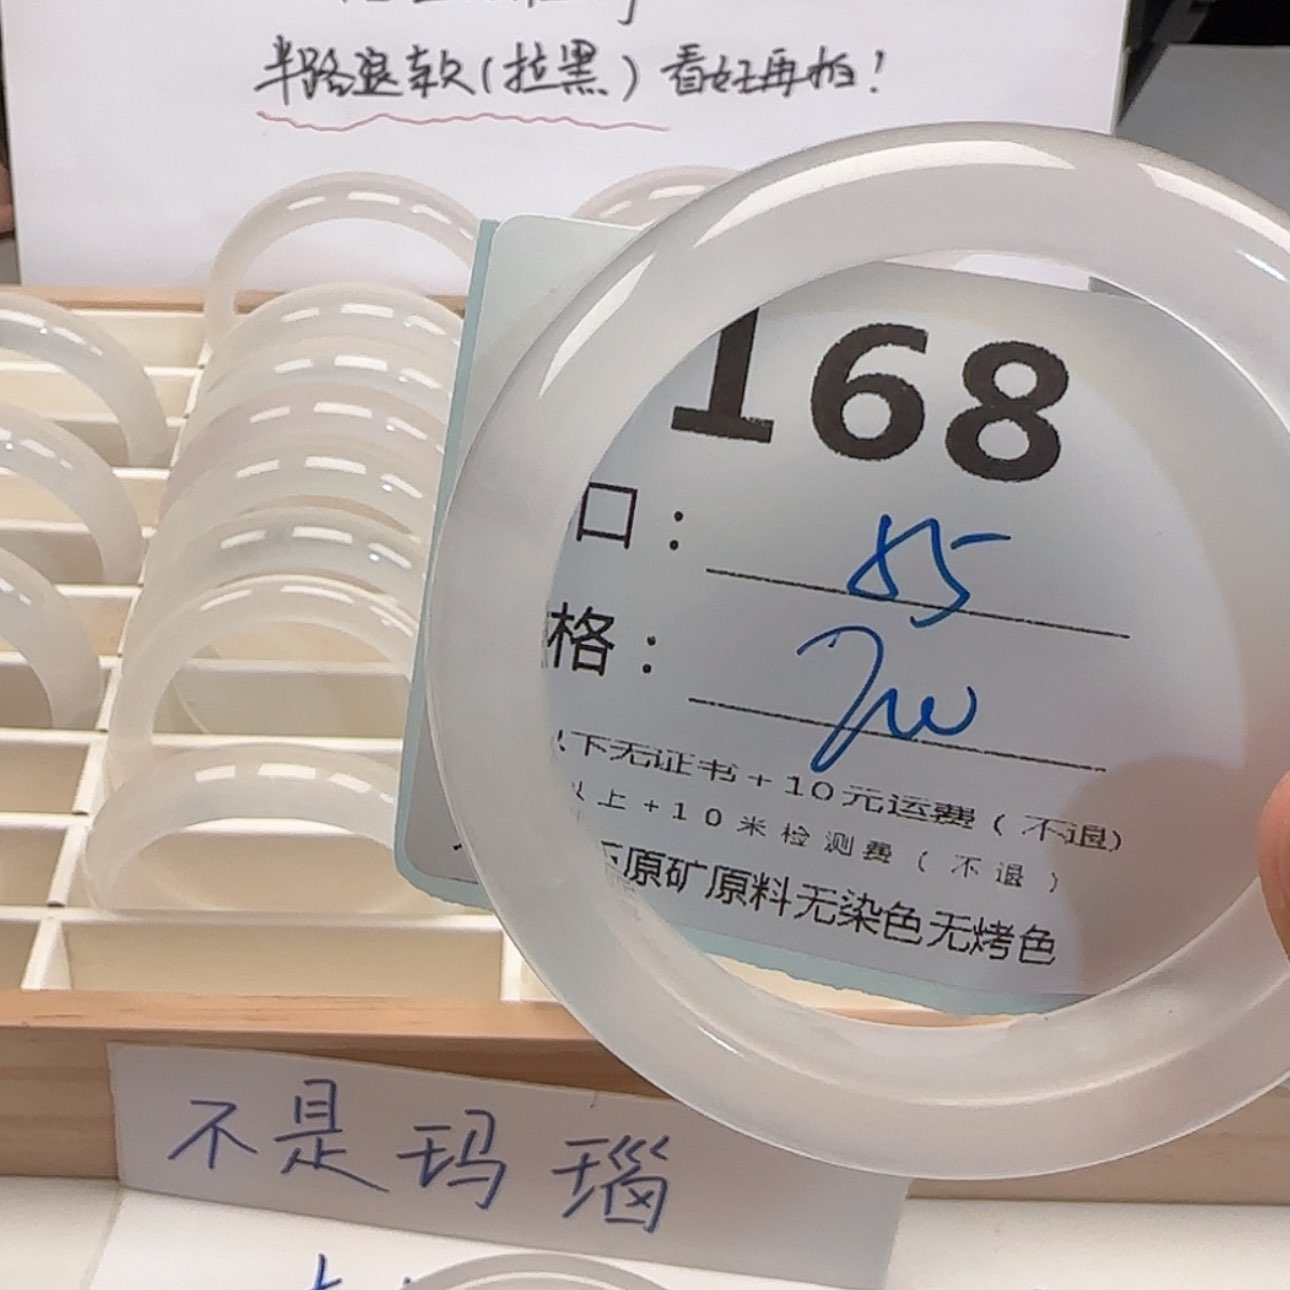 半路退款(拉黑)看好再拍!
168
口: 85
格:
下无证书+10元运费(不退)
以上+10米检测费(不退)
原矿原料无染色无烤色
不是玛瑙